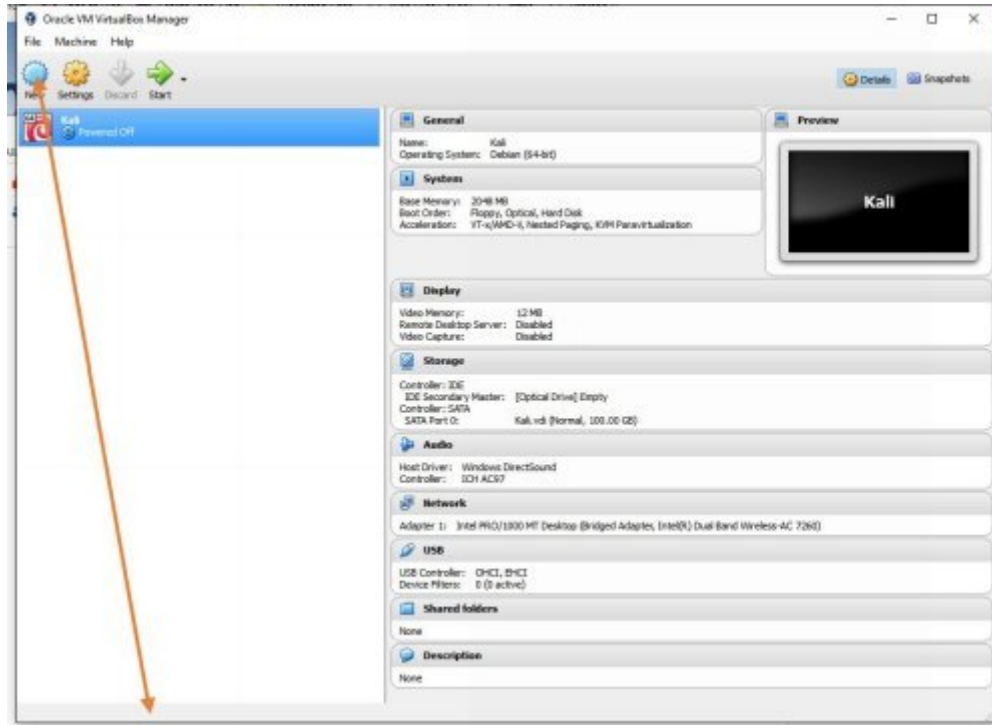 Oracle VM VirtualBox Manager
File Machine Help
New Settings Discard Start
Details Snapshots
Kali
Powered Off
General
Name: Kali
Operating System: Debian (64-bit)
System
Base Memory: 2048 MB
Boot Order: Floppy, Optical, Hard Disk
Acceleration: VT-x/AMD-V, Nested Paging, KVM Paravirtualization
Preview
Kali
Display
Video Memory: 12 MB
Remote Desktop Server: Disabled
Video Capture: Disabled
Storage
Controller: IDE
IDE Secondary Master: [Optical Drive] Empty
Controller: SATA
SATA Port 0: Kali.vdi (Normal, 100.00 GB)
Audio
Host Driver: Windows DirectSound
Controller: ICH AC97
Network
Adapter 1: Intel PRO/1000 MT Desktop (Bridged Adapter, Intel(R) Dual Band Wireless-AC 7260)
USB
USB Controller: OHCI, EHCI
Device Filters: 0 (0 active)
Shared folders
None
Description
None